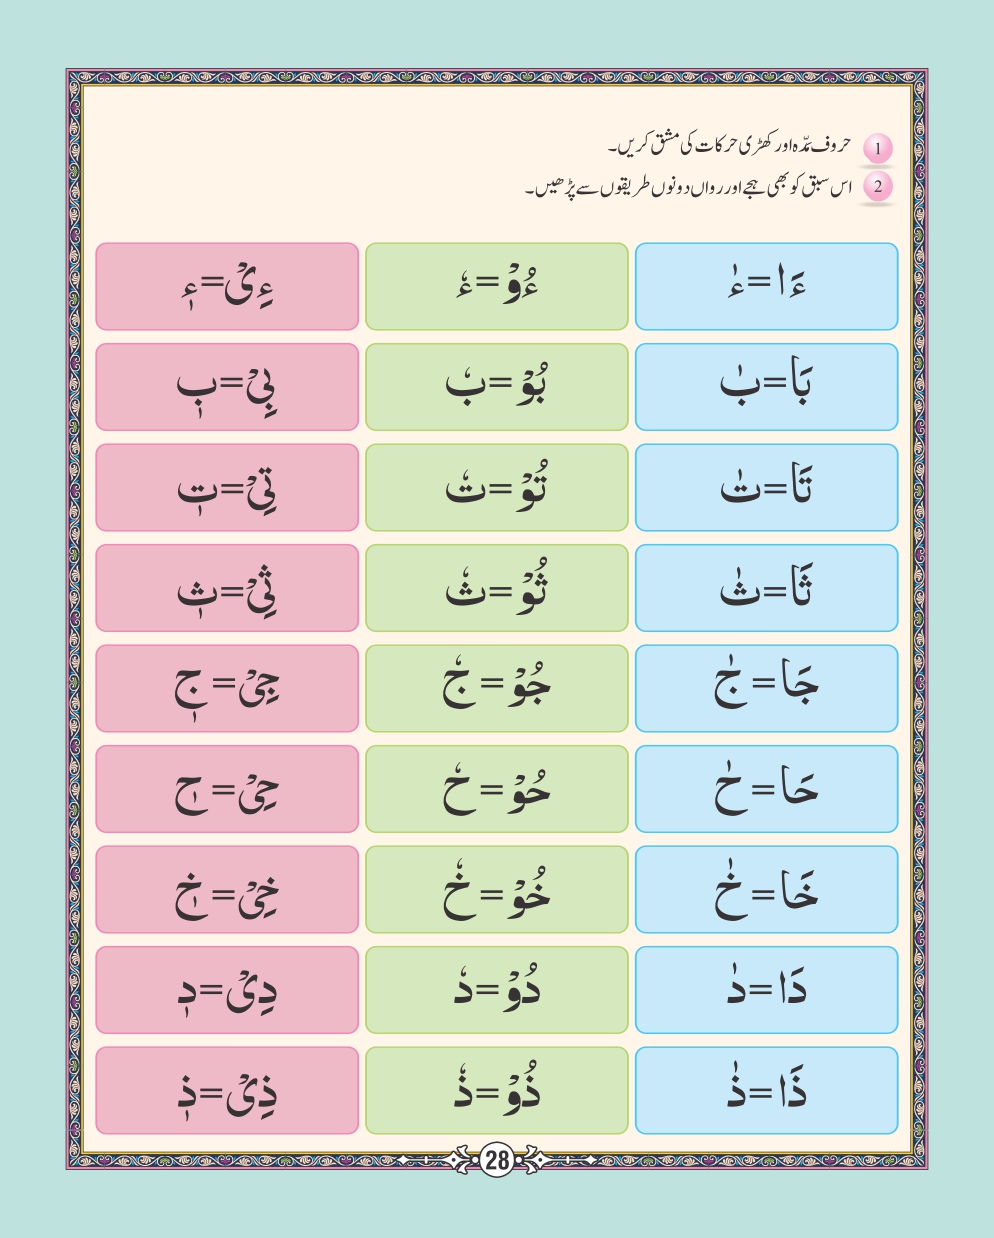 1 حروف مدّہ اور کھڑی حرکات کی مشق کریں۔
2 اس سبق کو بھی ہجے اور رواں دونوں طریقوں سے پڑھیں۔
ءَا=ءٰ ءُوْ=ءٗ ءِیْ=ءٖ
بَا=بٰ بُوْ=بٗ بِیْ=بٖ
تَا=تٰ تُوْ=تٗ تِیْ=تٖ
ثَا=ثٰ ثُوْ=ثٗ ثِیْ=ثٖ
جَا=جٰ جُوْ=جٗ جِیْ=جٖ
حَا=حٰ حُوْ=حٗ حِیْ=حٖ
خَا=خٰ خُوْ=خٗ خِیْ=خٖ
دَا=دٰ دُوْ=دٗ دِیْ=دٖ
ذَا=ذٰ ذُوْ=ذٗ ذِیْ=ذٖ
28